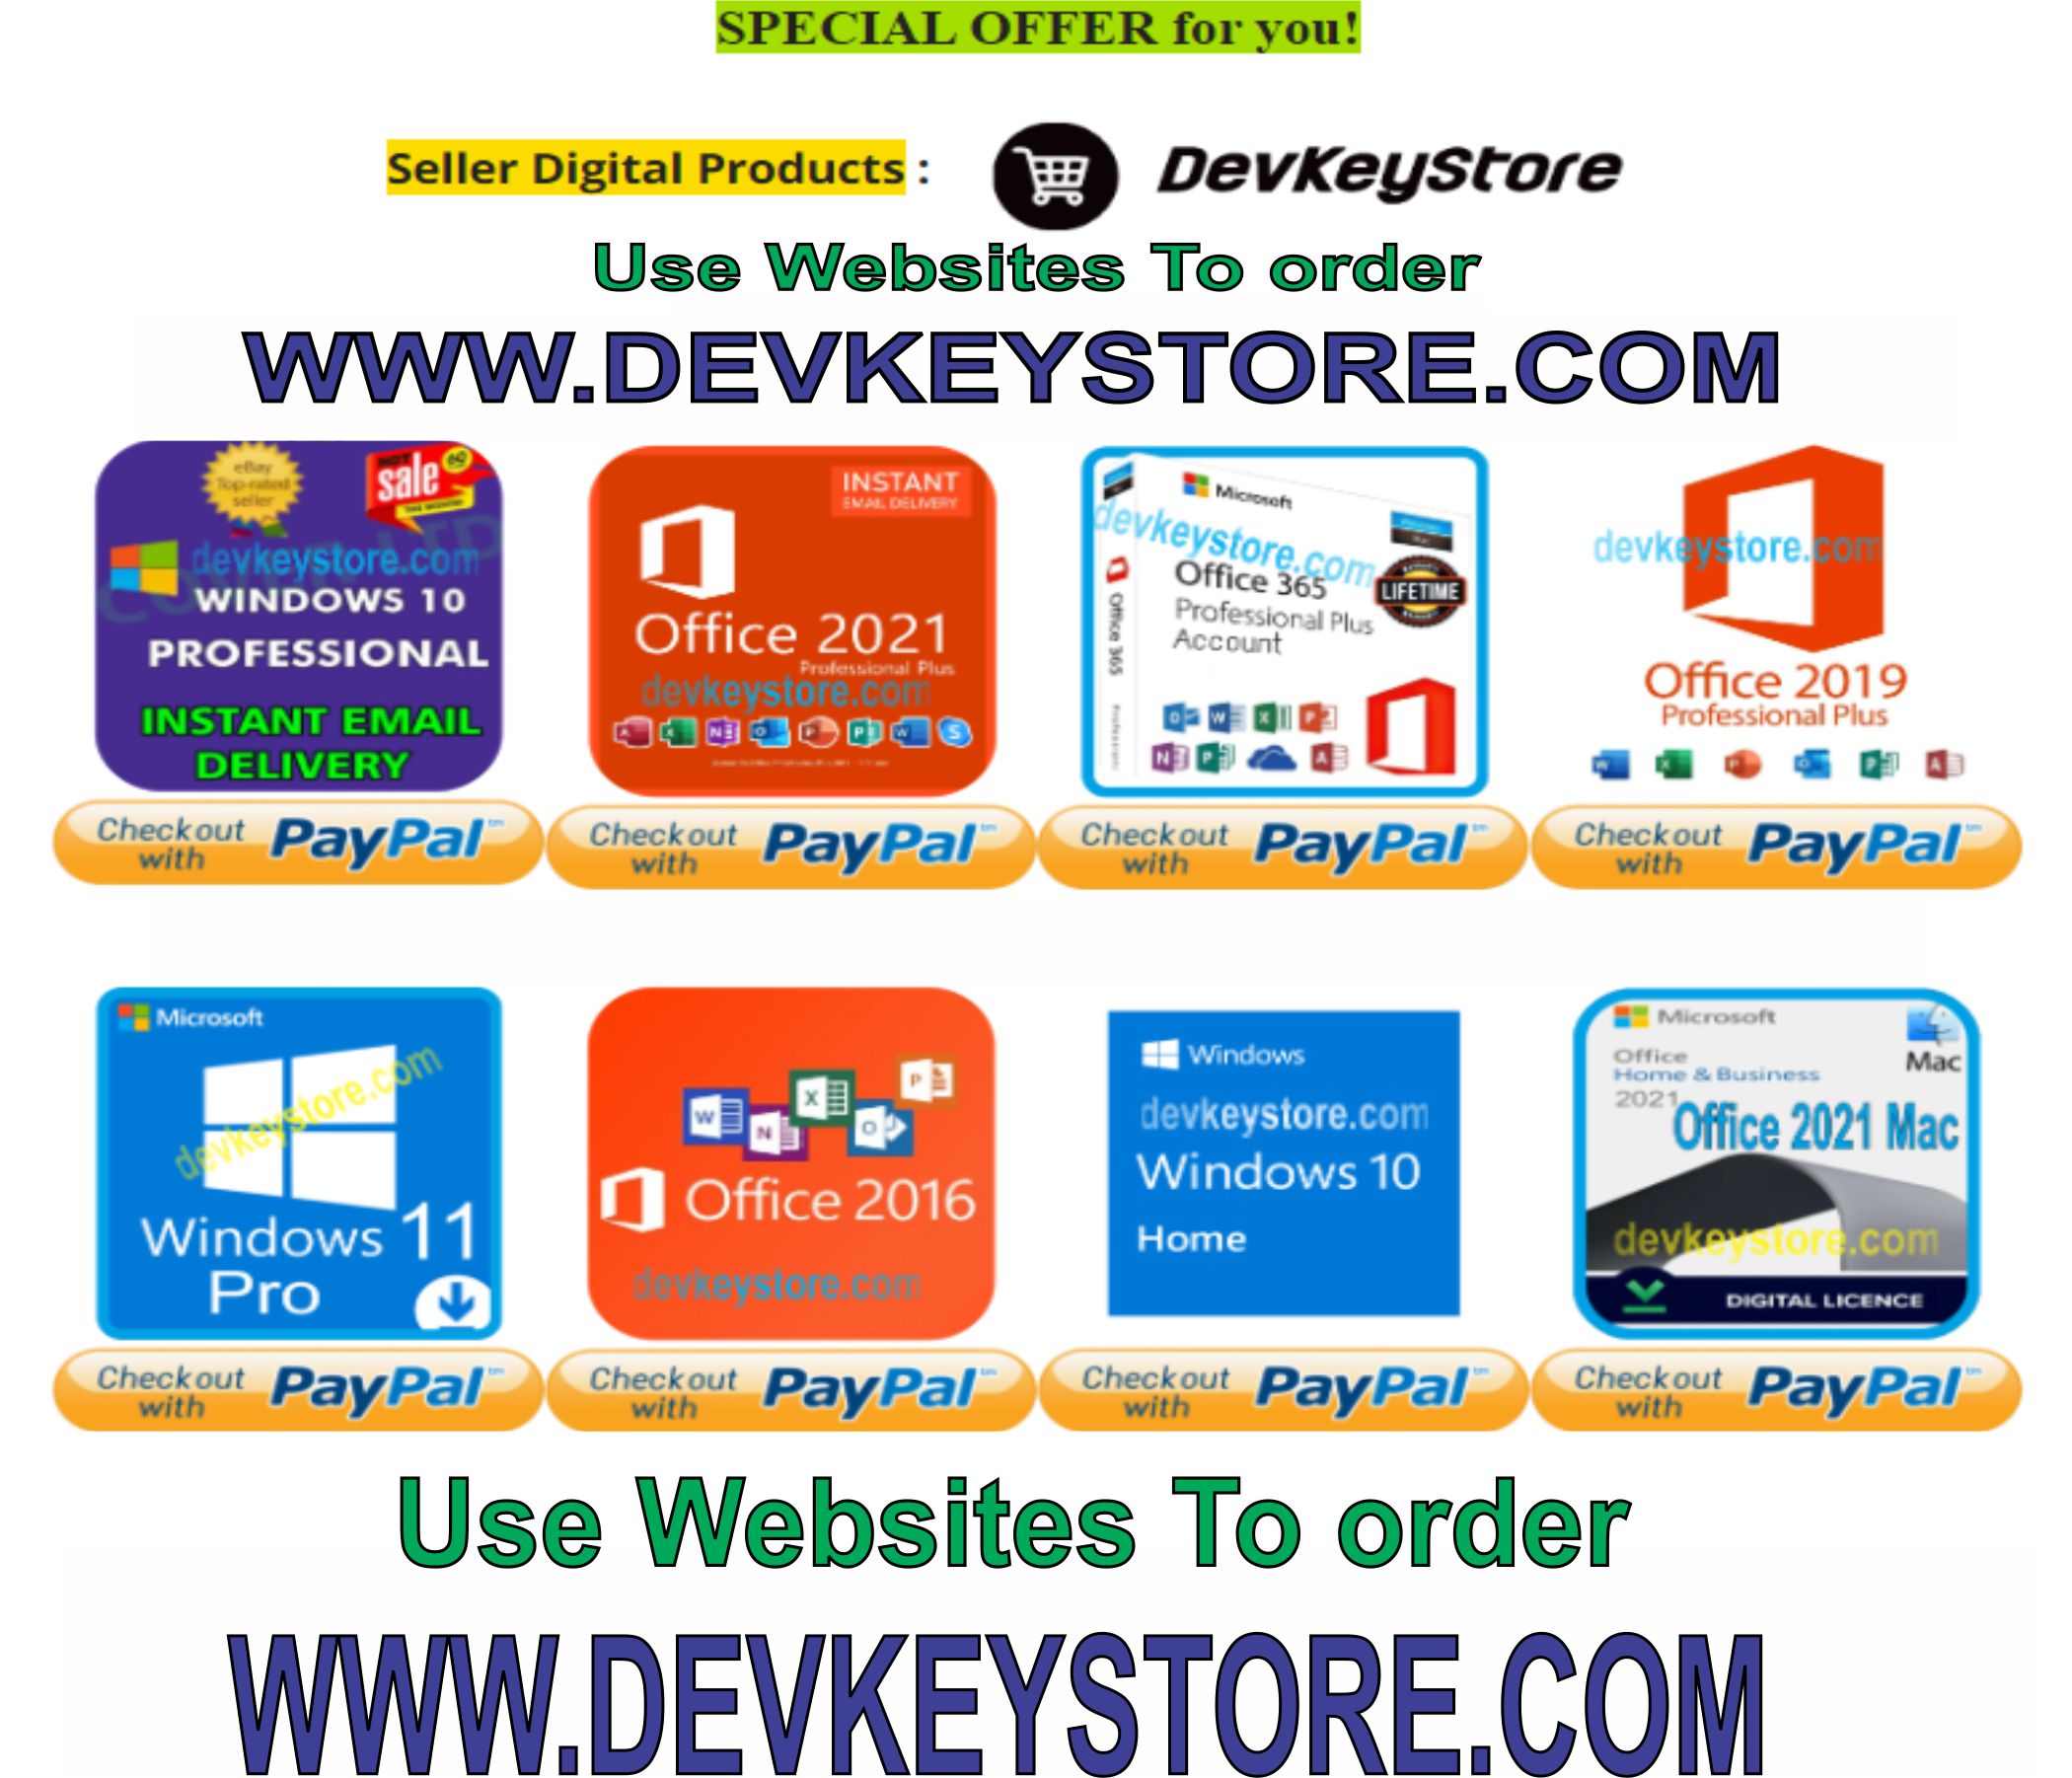 SPECIAL OFFER for you!
Seller Digital Products :
DevKeyStore
Use Websites To order
WWW.DEVKEYSTORE.COM
eBay
Top-rated
seller
HOT
sale
60
devkeystore.com
WINDOWS 10
PROFESSIONAL
INSTANT EMAIL
DELIVERY
INSTANT
EMAIL DELIVERY
Office 2021
Professional Plus
devkeystore.com
Microsoft
devkeystore.com
Office 365
Professional Plus
Account
LIFETIME
Office 365
devkeystore.com
Office 2019
Professional Plus
Checkout
with PayPal
Checkout
with PayPal
Checkout
with PayPal
Checkout
with PayPal
Microsoft
devkeystore.com
Windows 11
Pro
Office 2016
devkeystore.com
Windows
devkeystore.com
Windows 10
Home
Microsoft
Mac
Office
Home & Business
2021
Office 2021 Mac
devkeystore.com
DIGITAL LICENCE
Checkout
with PayPal
Checkout
with PayPal
Checkout
with PayPal
Checkout
with PayPal
Use Websites To order
WWW.DEVKEYSTORE.COM